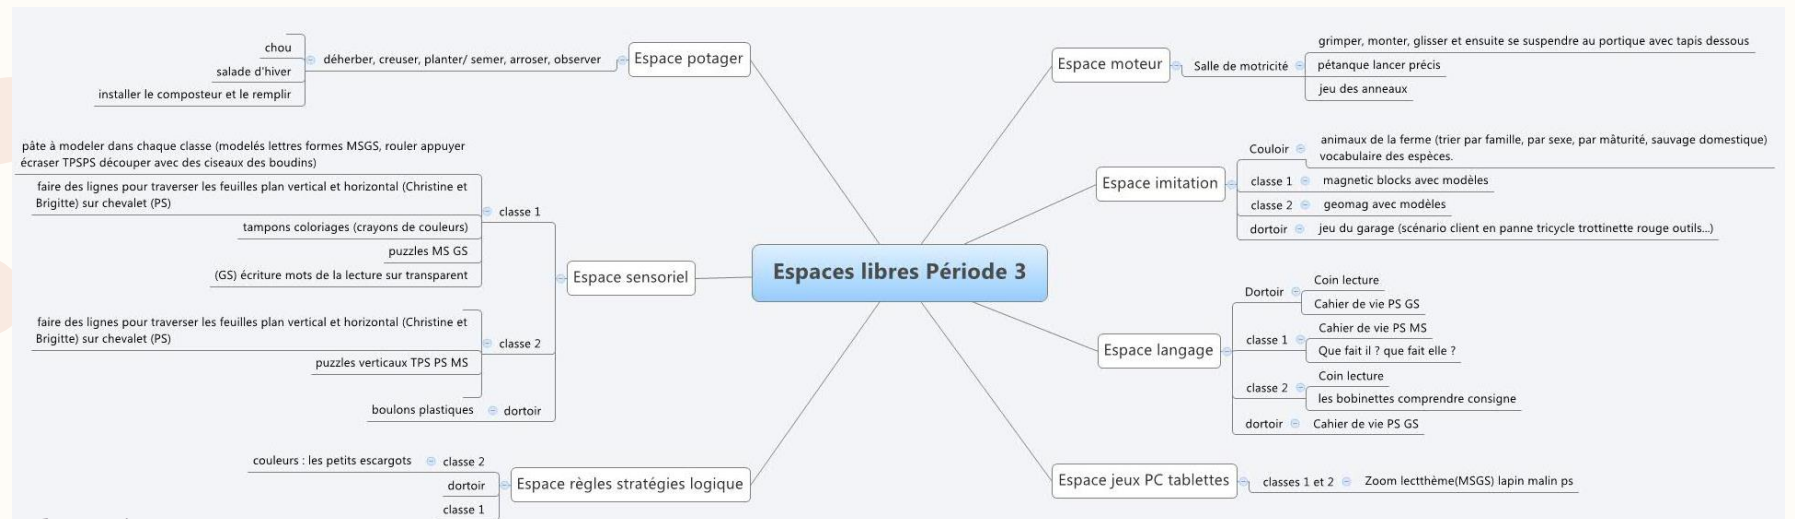 Espaces libres Période 3
Espace potager
déherber, creuser, planter/ semer, arroser, observer
chou
salade d'hiver
installer le composteur et le remplir
Espace sensoriel
classe 1
pâte à modeler dans chaque classe (modelés lettres formes MSGS, rouler appuyer
écraser TPSPS découper avec des ciseaux des boudins)
faire des lignes pour traverser les feuilles plan vertical et horizontal (Christine et
Brigitte) sur chevalet (PS)
tampons coloriages (crayons de couleurs)
puzzles MS GS
(GS) écriture mots de la lecture sur transparent
classe 2
faire des lignes pour traverser les feuilles plan vertical et horizontal (Christine et
Brigitte) sur chevalet (PS)
puzzles verticaux TPS PS MS
dortoir
boulons plastiques
Espace règles stratégies logique
classe 2
couleurs : les petits escargots
dortoir
classe 1
Espace moteur
Salle de motricité
grimper, monter, glisser et ensuite se suspendre au portique avec tapis dessous
pétanque lancer précis
jeu des anneaux
Espace imitation
Couloir
animaux de la ferme (trier par famille, par sexe, par mâturité, sauvage domestique)
vocabulaire des espèces.
classe 1
magnetic blocks avec modèles
classe 2
geomag avec modèles
dortoir
jeu du garage (scénario client en panne tricycle trottinette rouge outils...)
Espace langage
Dortoir
Coin lecture
Cahier de vie PS GS
classe 1
Cahier de vie PS MS
Que fait il ? que fait elle ?
classe 2
Coin lecture
les bobinettes comprendre consigne
dortoir
Cahier de vie PS GS
Espace jeux PC tablettes
classes 1 et 2
Zoom lectthème(MSGS) lapin malin ps